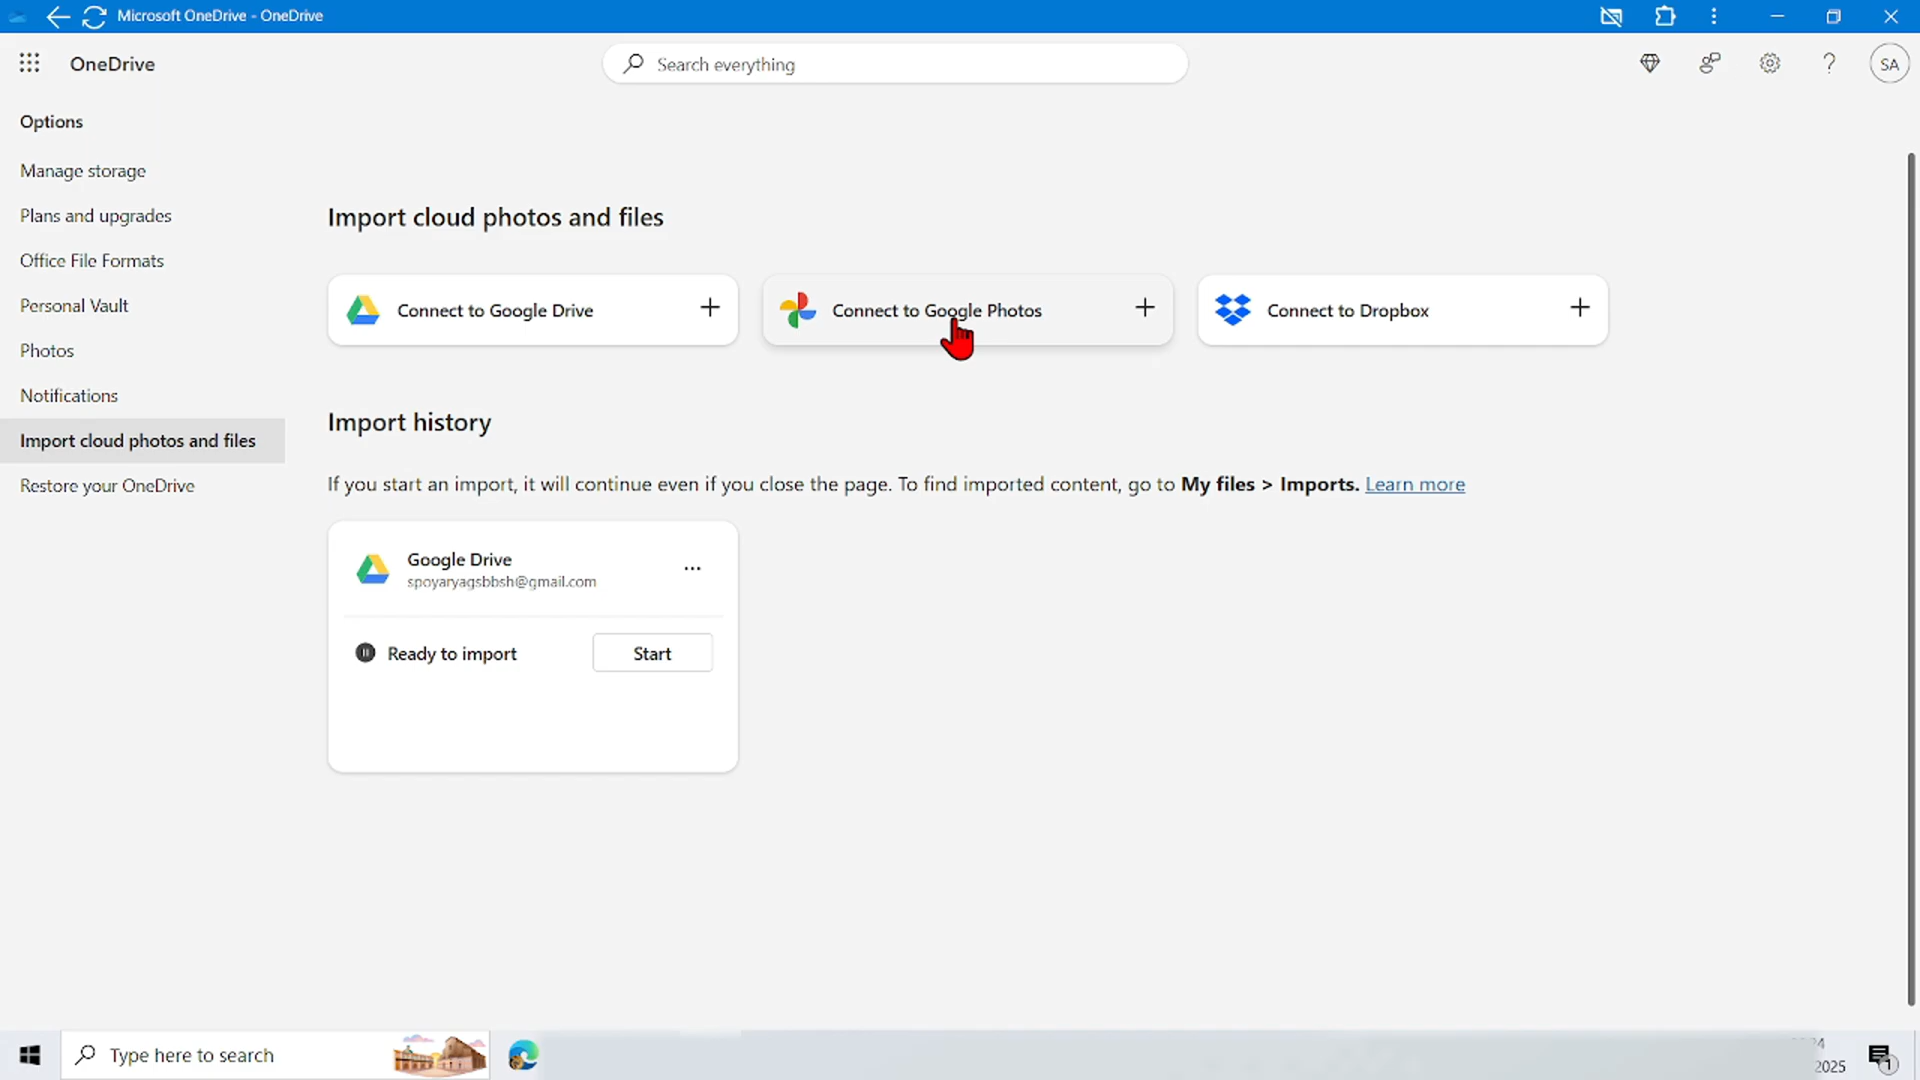 Microsoft OneDrive - OneDrive
OneDrive
Search everything
SA
Options
Manage storage
Plans and upgrades
Office File Formats
Personal Vault
Photos
Notifications
Import cloud photos and files
Restore your OneDrive
Import cloud photos and files
Connect to Google Drive
Connect to Google Photos
Connect to Dropbox
Import history
If you start an import, it will continue even if you close the page. To find imported content, go to My files > Imports. Learn more
Google Drive
spoyaryagsbbsh@gmail.com
Ready to import
Start
Type here to search
2025
1